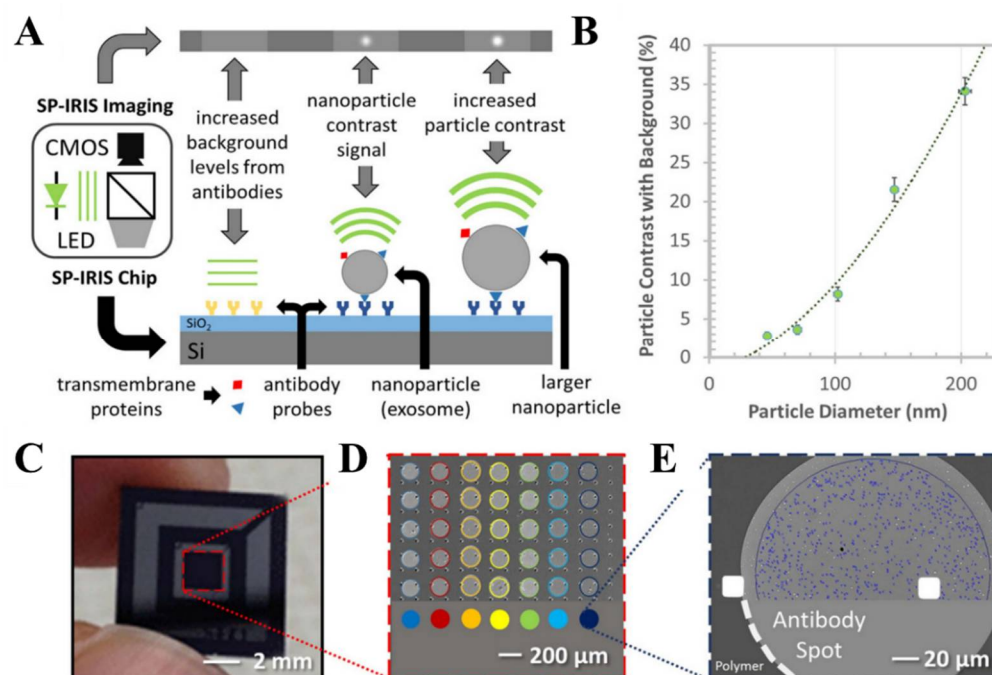 A
SP-IRIS Imaging
CMOS
LED
SP-IRIS Chip
increased
background
levels from
antibodies
nanoparticle
contrast
signal
increased
particle contrast
SiO₂
Si
transmembrane
proteins
antibody
probes
nanoparticle
(exosome)
larger
nanoparticle
B
Particle Contrast with Background (%)
40
35
30
25
20
15
10
5
0
0
100
200
Particle Diameter (nm)
C
2 mm
D
200 µm
E
Antibody
Spot
Polymer
20 µm